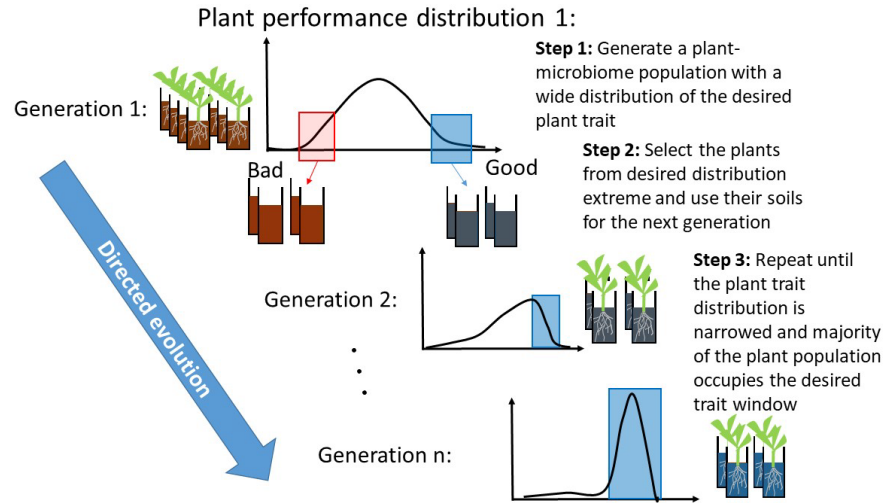 Plant performance distribution 1:
Generation 1:
Step 1: Generate a plant-
microbiome population with a
wide distribution of the desired
plant trait
Bad
Good
Step 2: Select the plants
from desired distribution
extreme and use their soils
for the next generation
Directed evolution
Generation 2:
Step 3: Repeat until
the plant trait
distribution is
narrowed and majority
of the plant population
occupies the desired
trait window
Generation n: